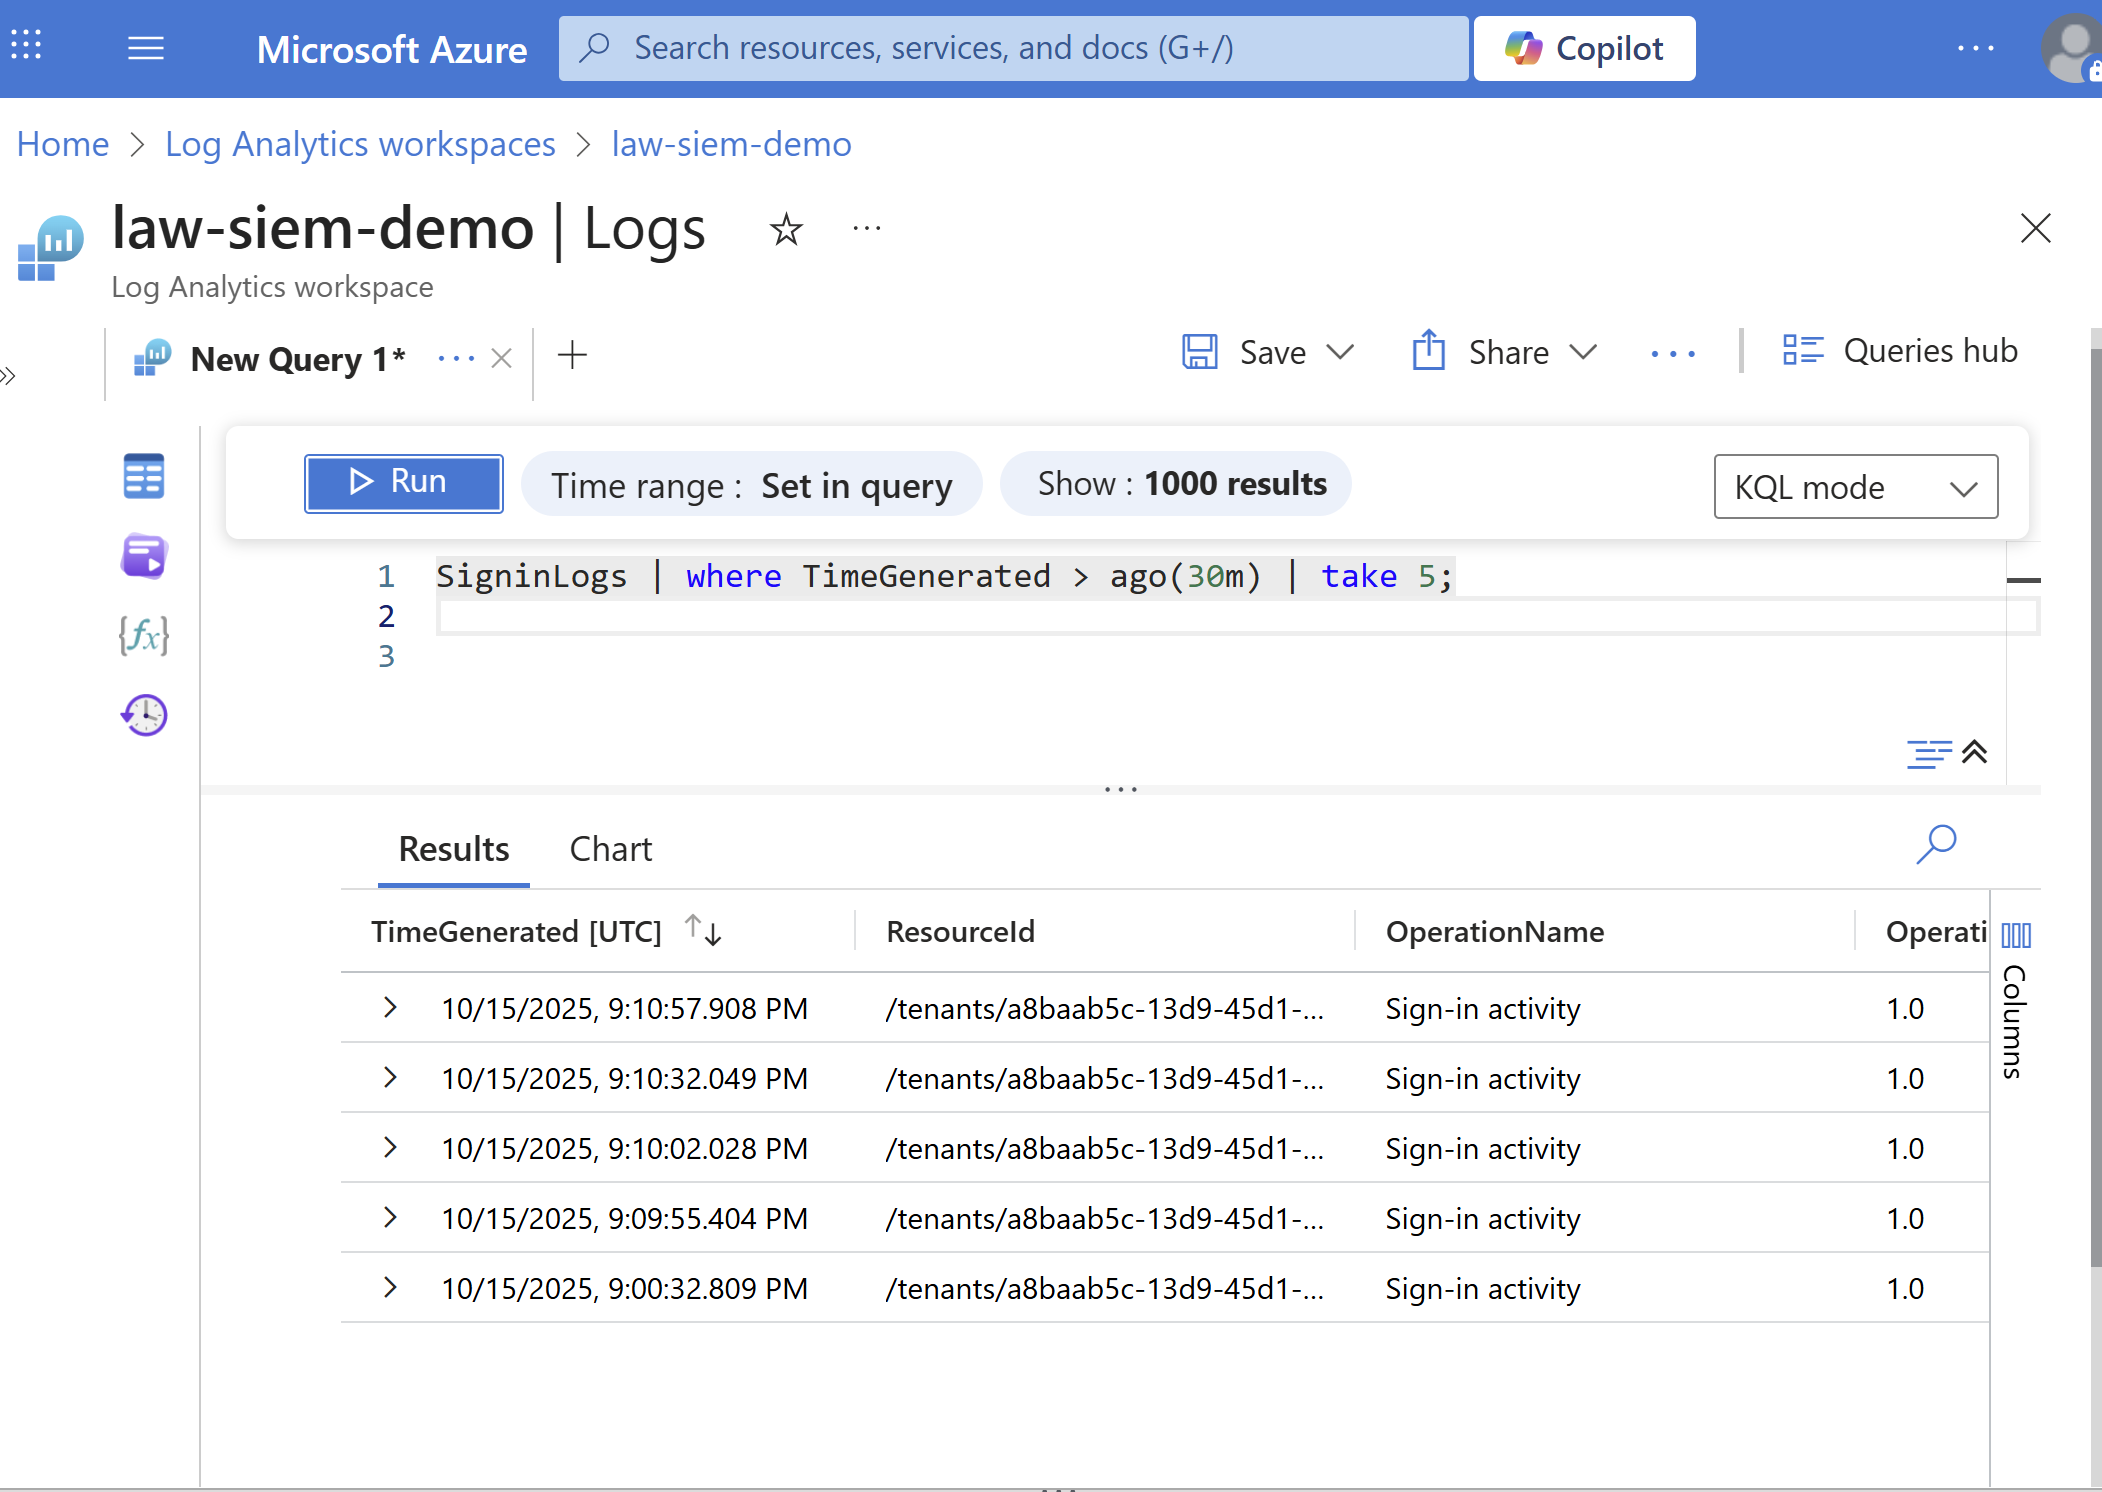 Microsoft Azure
Search resources, services, and docs (G+/)
Copilot
Home > Log Analytics workspaces > law-siem-demo
law-siem-demo | Logs
Log Analytics workspace
New Query 1*
Save
Share
Queries hub
Run
Time range : Set in query
Show : 1000 results
KQL mode
1 SigninLogs | where TimeGenerated > ago(30m) | take 5;
2
3
Results
Chart
TimeGenerated [UTC]
ResourceId
OperationName
Operati
Columns
10/15/2025, 9:10:57.908 PM /tenants/a8baab5c-13d9-45d1-... Sign-in activity 1.0
10/15/2025, 9:10:32.049 PM /tenants/a8baab5c-13d9-45d1-... Sign-in activity 1.0
10/15/2025, 9:10:02.028 PM /tenants/a8baab5c-13d9-45d1-... Sign-in activity 1.0
10/15/2025, 9:09:55.404 PM /tenants/a8baab5c-13d9-45d1-... Sign-in activity 1.0
10/15/2025, 9:00:32.809 PM /tenants/a8baab5c-13d9-45d1-... Sign-in activity 1.0